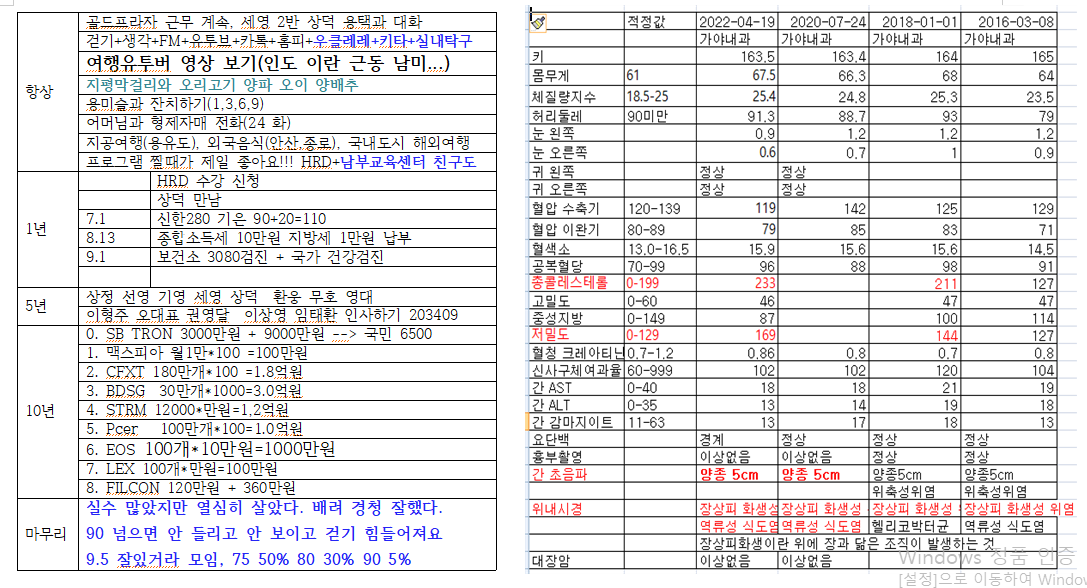 골드프라자 근무 계속, 세영 2반 상덕 용택과 대화
걷기+생각+FM+유투브+카톡+홈피+우클레레+키타+실내탁구
여행유투버 영상 보기(인도 이란 근동 남미...)
지평막걸리와 오리고기 양파 오이 양배추
항상
용미술과 잔치하기(1,3,6,9)
어머님과 형제자매 전화(24 화)
지공여행(용유도), 외국음식(안산,종로), 국내도시 해외여행
프로그램 짤때가 제일 좋아요!!! HRD+남부교육센터 친구도
HRD 수강 신청
상덕 만남
1년
7.1 신한280 기은 90+20=110
8.13 종합소득세 10만원 지방세 1만원 납부
9.1 보건소 3080검진 + 국가 건강검진
5년
상정 선영 기영 세영 상덕 환웅 무호 영대
이형주 오대표 권영달 이상영 임태환 인사하기 203409
10년
0. SB TRON 3000만원 + 9000만원 --> 국민 6500
1. 맥스피아 월1만*100 =100만원
2. CFXT 180만개*100 =1.8억원
3. BDSG 30만개*1000=3.0억원
4. STRM 12000*만원=1,2억원
5. Pcer 100만개*100=1.0억원
6. EOS 100개*10만원=1000만원
7. LEX 100개*만원=100만원
8. FILCON 120만원 + 360만원
마무리
실수 많았지만 열심히 살았다. 배려 경청 잘했다.
90 넘으면 안 들리고 안 보이고 걷기 힘들어져요
9.5 잘있거라 모임, 75 50% 80 30% 90 5%
적정값 2022-04-19 2020-07-24 2018-01-01 2016-03-08
가야내과 가야내과 가야내과 가야내과
키 163.5 163.4 164 165
몸무게 61 67.5 66.3 68 64
체질량지수 18.5-25 25.4 24.8 25.3 23.5
허리둘레 90미만 91.3 88.7 93 79
눈 왼쪽 0.9 1.2 1.2 1.2
눈 오른쪽 0.6 0.7 1 0.9
귀 왼쪽 정상 정상
귀 오른쪽 정상 정상
혈압 수축기 120-139 119 142 125 129
혈압 이완기 80-89 79 85 83 71
혈색소 13.0-16.5 15.9 15.6 15.6 14.5
공복혈당 70-99 96 88 98 91
총콜레스테롤 0-199 233 211 127
고밀도 0-60 46 47 47
중성지방 0-149 87 100 114
저밀도 0-129 169 144 127
혈청 크레아티닌 0.7-1.2 0.86 0.8 0.7 0.8
신사구체여과율 60-999 102 102 120 104
간 AST 0-40 18 18 21 19
간 ALT 0-35 13 14 19 18
간 감마지이트 11-63 13 17 18 13
요단백 경계 정상 정상 정상
흉부촬영 이상없음 이상없음 정상 정상
간 초음파 양종 5cm 양종 5cm 양종5cm 양종5cm
위축성위염 위축성위염
위내시경 장상피 화생성 장상피 화생성 장상피 화생성 장상피 화생성 위염
역류성 식도염 역류성 식도염 헬리코박터균 역류성 식도염
장상피화생이란 위에 장과 닮은 조직이 발생하는 것
대장암 이상없음 이상없음
Windows 정품 인증
[설정]으로 이동하여 Windo